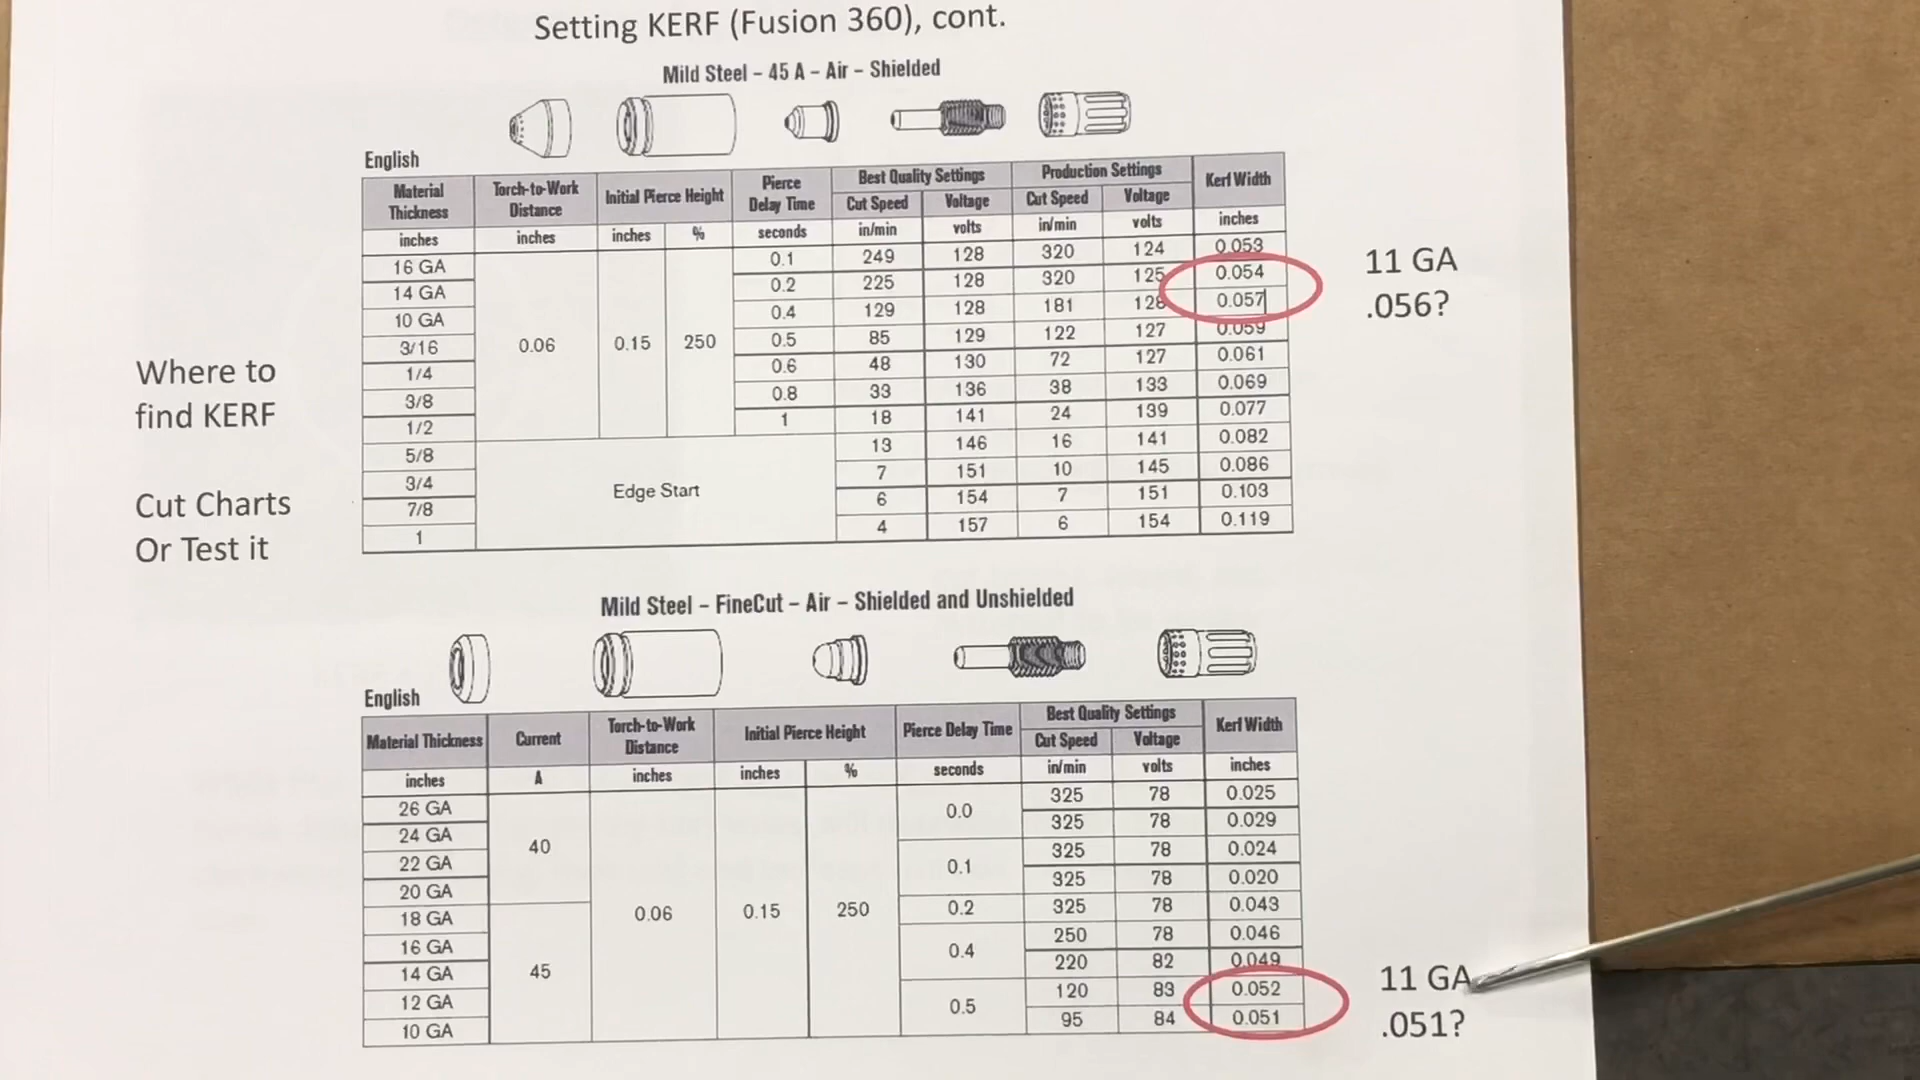 Setting KERF (Fusion 360), cont.
Mild Steel – 45 A – Air – Shielded
English
Material Thickness Torch-to-Work Distance Initial Pierce Height Pierce Delay Time Best Quality Settings Production Settings Kerf Width
Cut Speed Voltage Cut Speed Voltage
inches inches inches % seconds in/min volts in/min volts inches
16 GA 0.1 249 128 320 124 0.053
14 GA 0.2 225 128 320 125 0.054
10 GA 0.4 129 128 181 128 0.057
3/16 0.06 0.15 250 0.5 85 129 122 127 0.059
1/4 0.6 48 130 72 127 0.061
3/8 0.8 33 136 38 133 0.069
1/2 1 18 141 24 139 0.077
5/8 13 146 16 141 0.082
3/4 Edge Start 7 151 10 145 0.086
7/8 6 154 7 151 0.103
1 4 157 6 154 0.119
11 GA
.056?
Where to
find KERF
Cut Charts
Or Test it
Mild Steel – FineCut – Air – Shielded and Unshielded
English
Material Thickness Current Torch-to-Work Distance Initial Pierce Height Pierce Delay Time Best Quality Settings Kerf Width
Cut Speed Voltage
inches A inches inches % seconds in/min volts inches
26 GA 40 0.0 325 78 0.025
24 GA 325 78 0.029
22 GA 0.1 325 78 0.024
20 GA 325 78 0.020
18 GA 45 0.06 0.15 250 0.2 325 78 0.043
16 GA 0.4 250 78 0.046
14 GA 220 82 0.049
12 GA 0.5 120 83 0.052
10 GA 95 84 0.051
11 GA
.051?